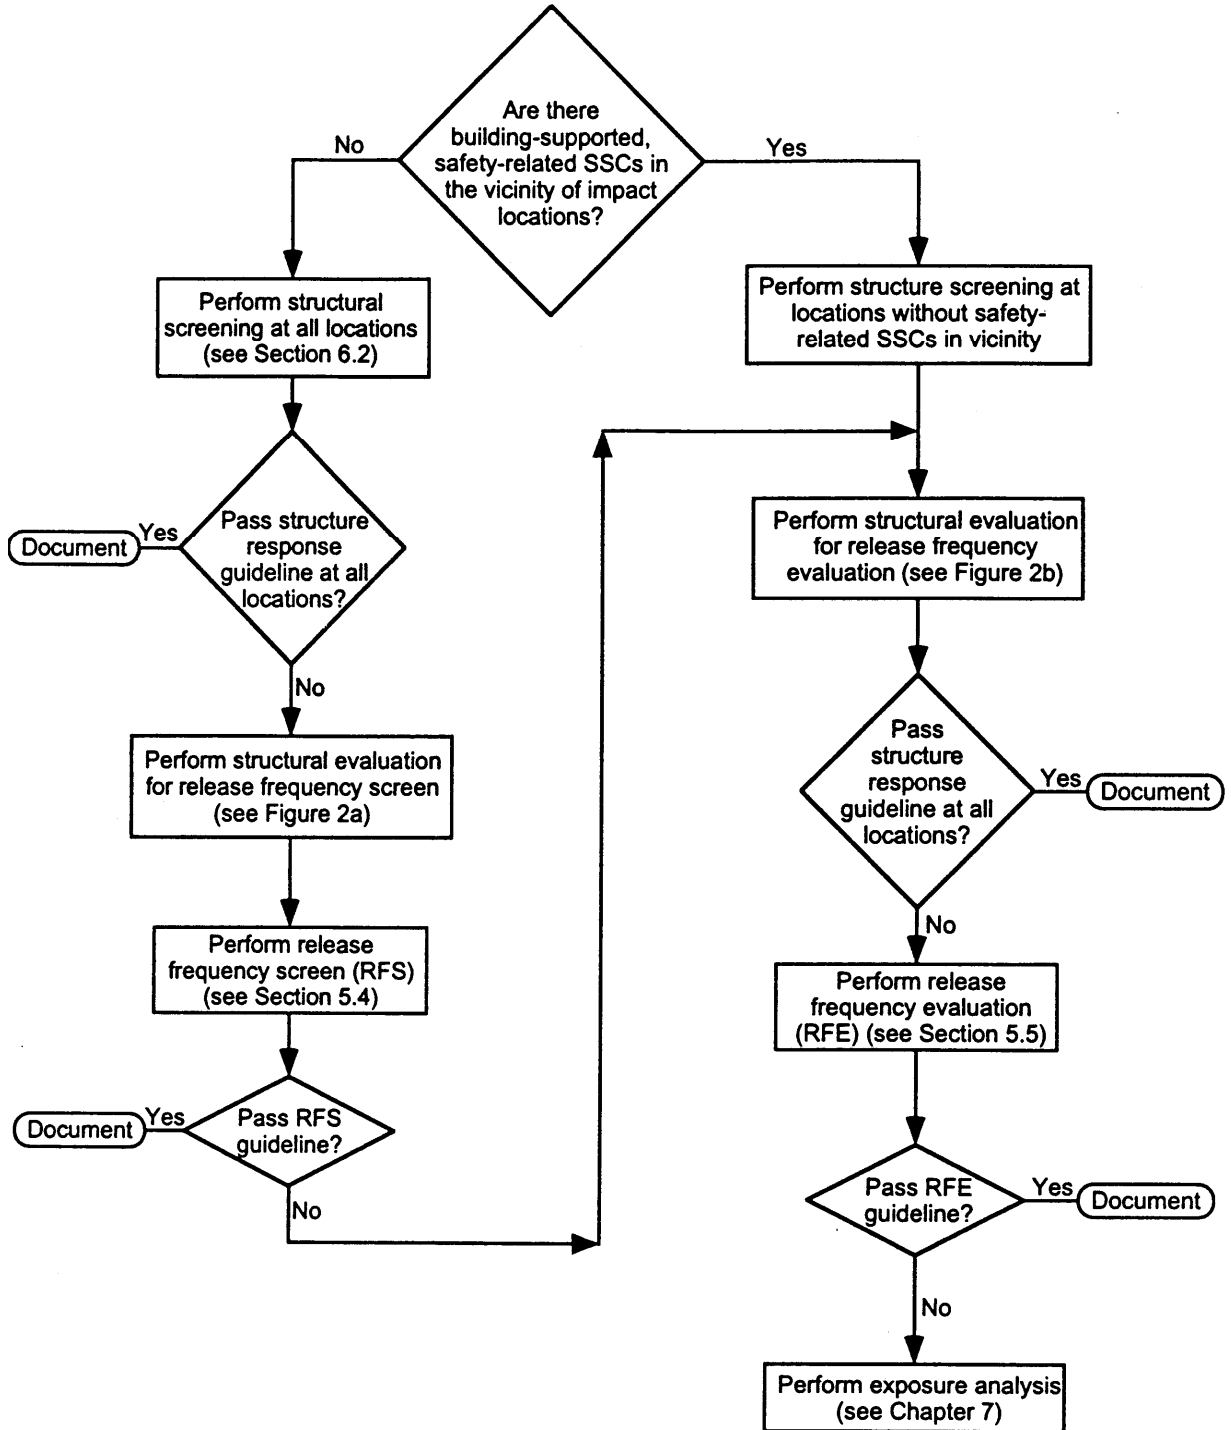 Are there
building-supported,
safety-related SSCs in
the vicinity of impact
locations?
No
Yes
Perform structural
screening at all locations
(see Section 6.2)
Pass structure
response
guideline at all
locations?
Yes
Document
No
Perform structural evaluation
for release frequency screen
(see Figure 2a)
Perform release
frequency screen (RFS)
(see Section 5.4)
Pass RFS
guideline?
Yes
Document
No
Perform structure screening at
locations without safety-
related SSCs in vicinity
Perform structural evaluation
for release frequency
evaluation (see Figure 2b)
Pass
structure
response
guideline at all
locations?
Yes
Document
No
Perform release
frequency evaluation
(RFE) (see Section 5.5)
Pass RFE
guideline?
Yes
Document
No
Perform exposure analysis
(see Chapter 7)